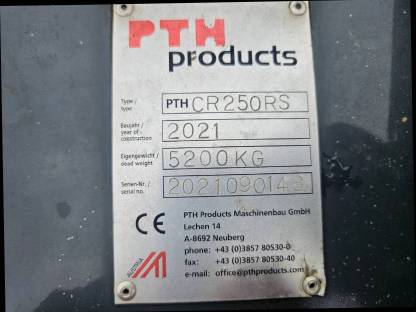 PTH
products
Type /
type
PTH CR250RS
Baujahr /
year of
construction
2021
Eigengewicht /
dead weight
5200KG
Serien-Nr. /
serial no.
2021090143
CE
PTH Products Maschinenbau GmbH
Lechen 14
A-8692 Neuberg
phone: +43 (0)3857 80530-0
fax: +43 (0)3857 80530-40
e-mail: office@pthproducts.com
AUSTRIA